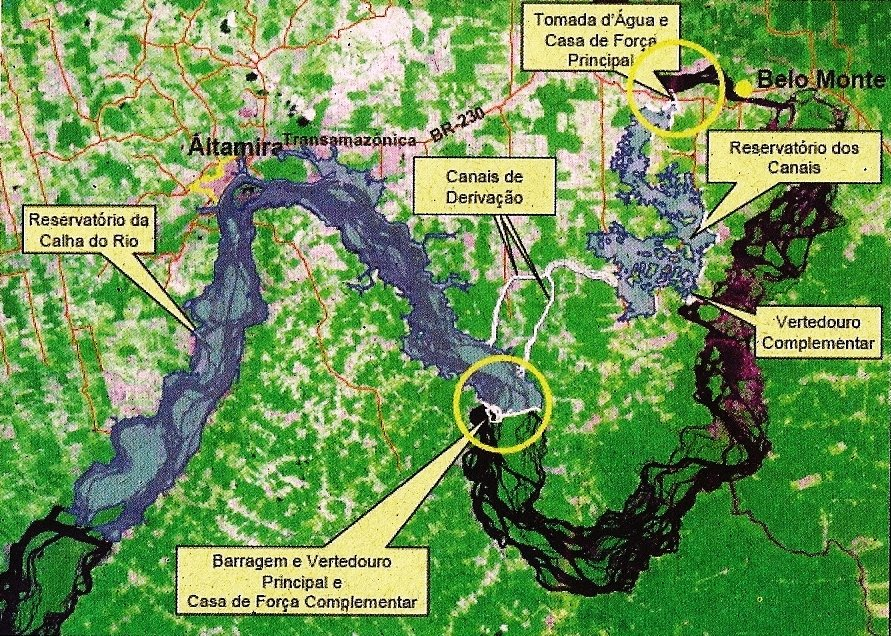 Tomada d'Água e
Casa de Força
Principal
Belo Monte
BR-230
Altamira
Transamazônica
Reservatório dos
Canais
Canais de
Derivação
Reservatório da
Calha do Rio
Vertedouro
Complementar
Barragem e Vertedouro
Principal e
Casa de Força Complementar